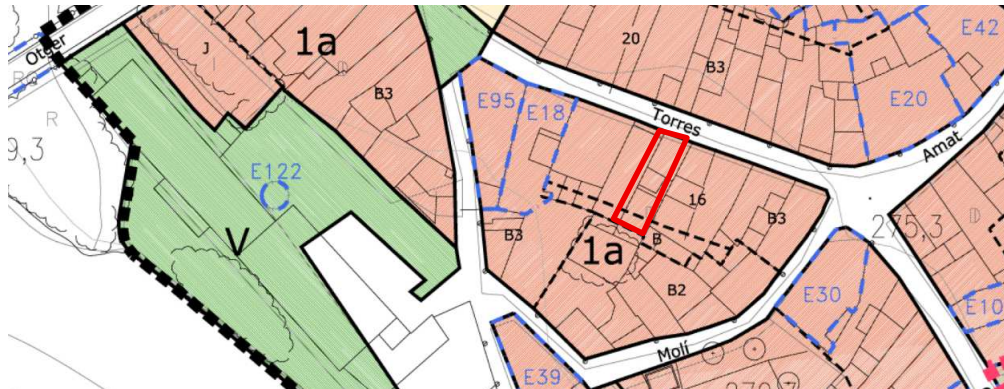 Otger
R
R
9,3
J
1a
D
B3
E122
V
E95
E18
B3
20
B3
Torres
E42
E20
Amat
16
B3
275,3
D
B
1a
B2
E30
E10
Molí
E39